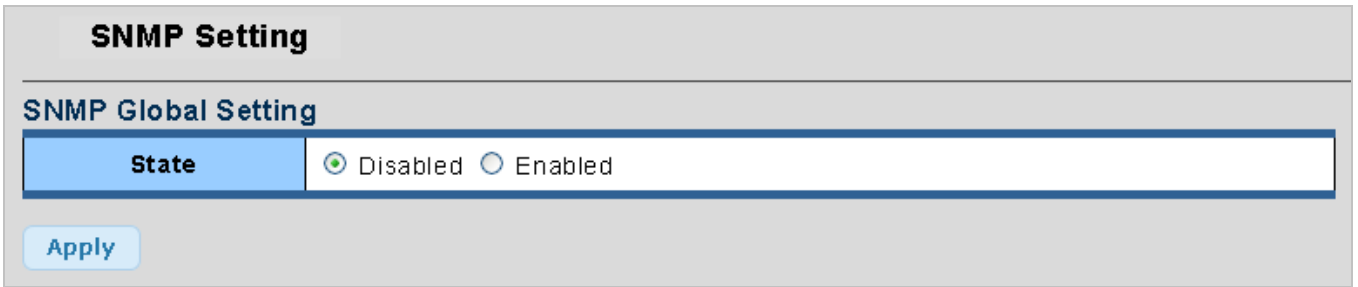 SNMP Setting
SNMP Global Setting
State Disabled Enabled
Apply